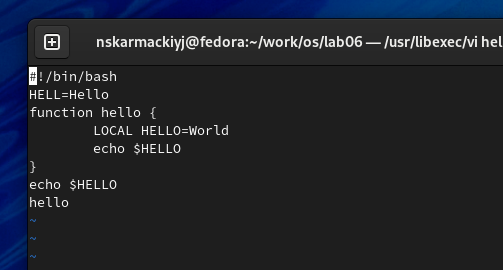 nskarmackiyj@fedora:~/work/os/lab06 — /usr/libexec/vi hel
#!/bin/bash
HELL=Hello
function hello {
        LOCAL HELLO=World
        echo $HELLO
}
echo $HELLO
hello
~
~
~